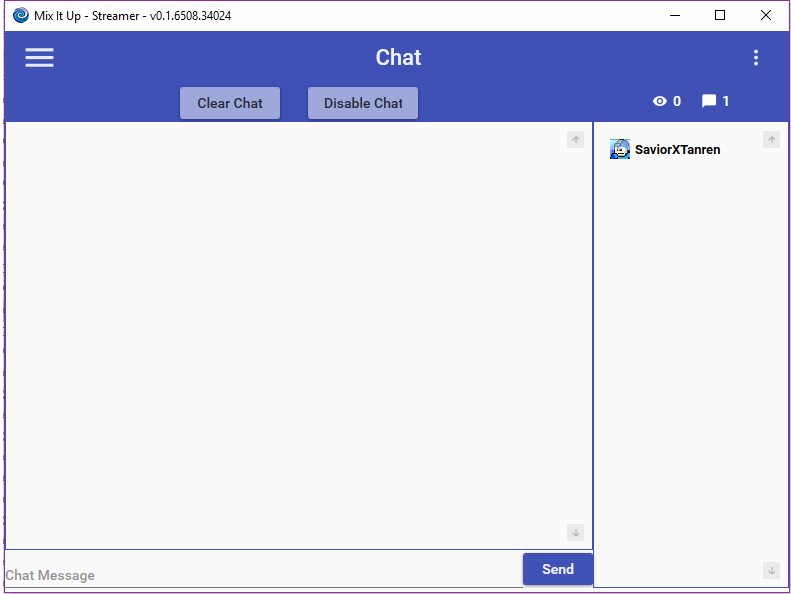 Mix It Up - Streamer - v0.1.6508.34024
Chat
Clear Chat
Disable Chat
0
1
SaviorXTanren
Chat Message
Send